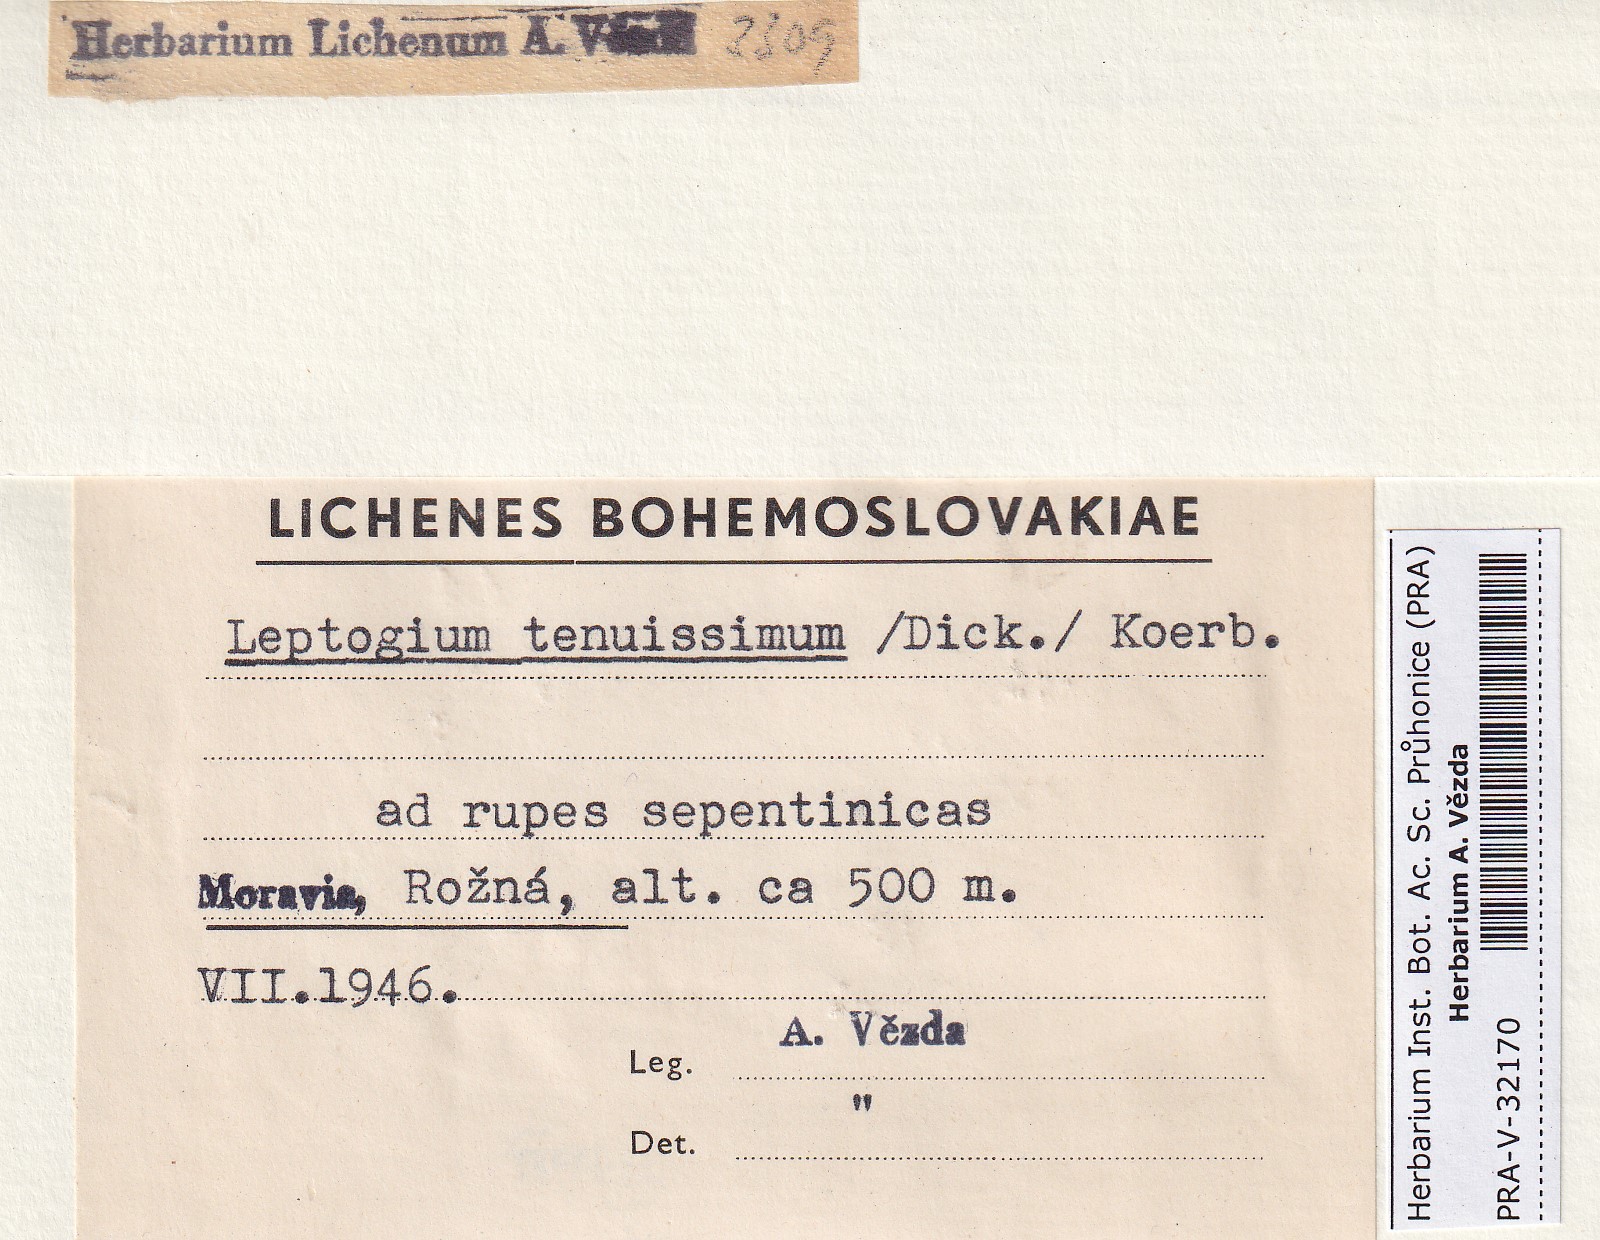 Herbarium Lichenum A. Vězda 2309
LICHENES BOHEMOSLOVAKIAE
Leptogium tenuissimum /Dick./ Koerb.
ad rupes sepentinicas
Moravia, Rožná, alt. ca 500 m.
VII.1946.
A. Vězda
Leg.
"
Det.
Herbarium Inst. Bot. Ac. Sc. Průhonice (PRA)
Herbarium A. Vězda
PRA-V-32170